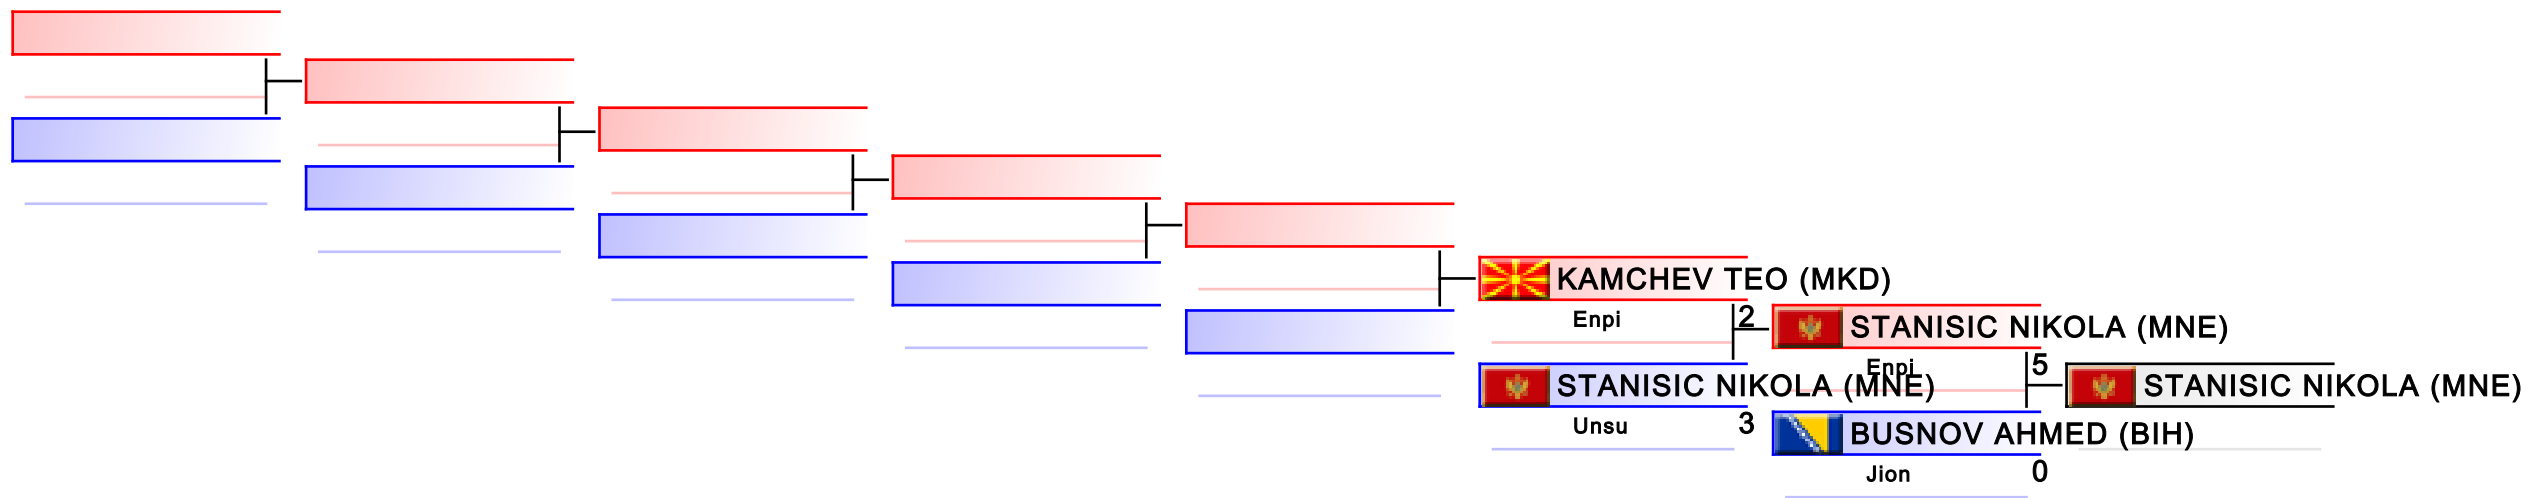 KAMCHEV TEO (MKD)
Enpi 2
STANISIC NIKOLA (MNE)
Unsu 3
STANISIC NIKOLA (MNE)
Enpi 5
BUSNOV AHMED (BIH)
Jion 0
STANISIC NIKOLA (MNE)